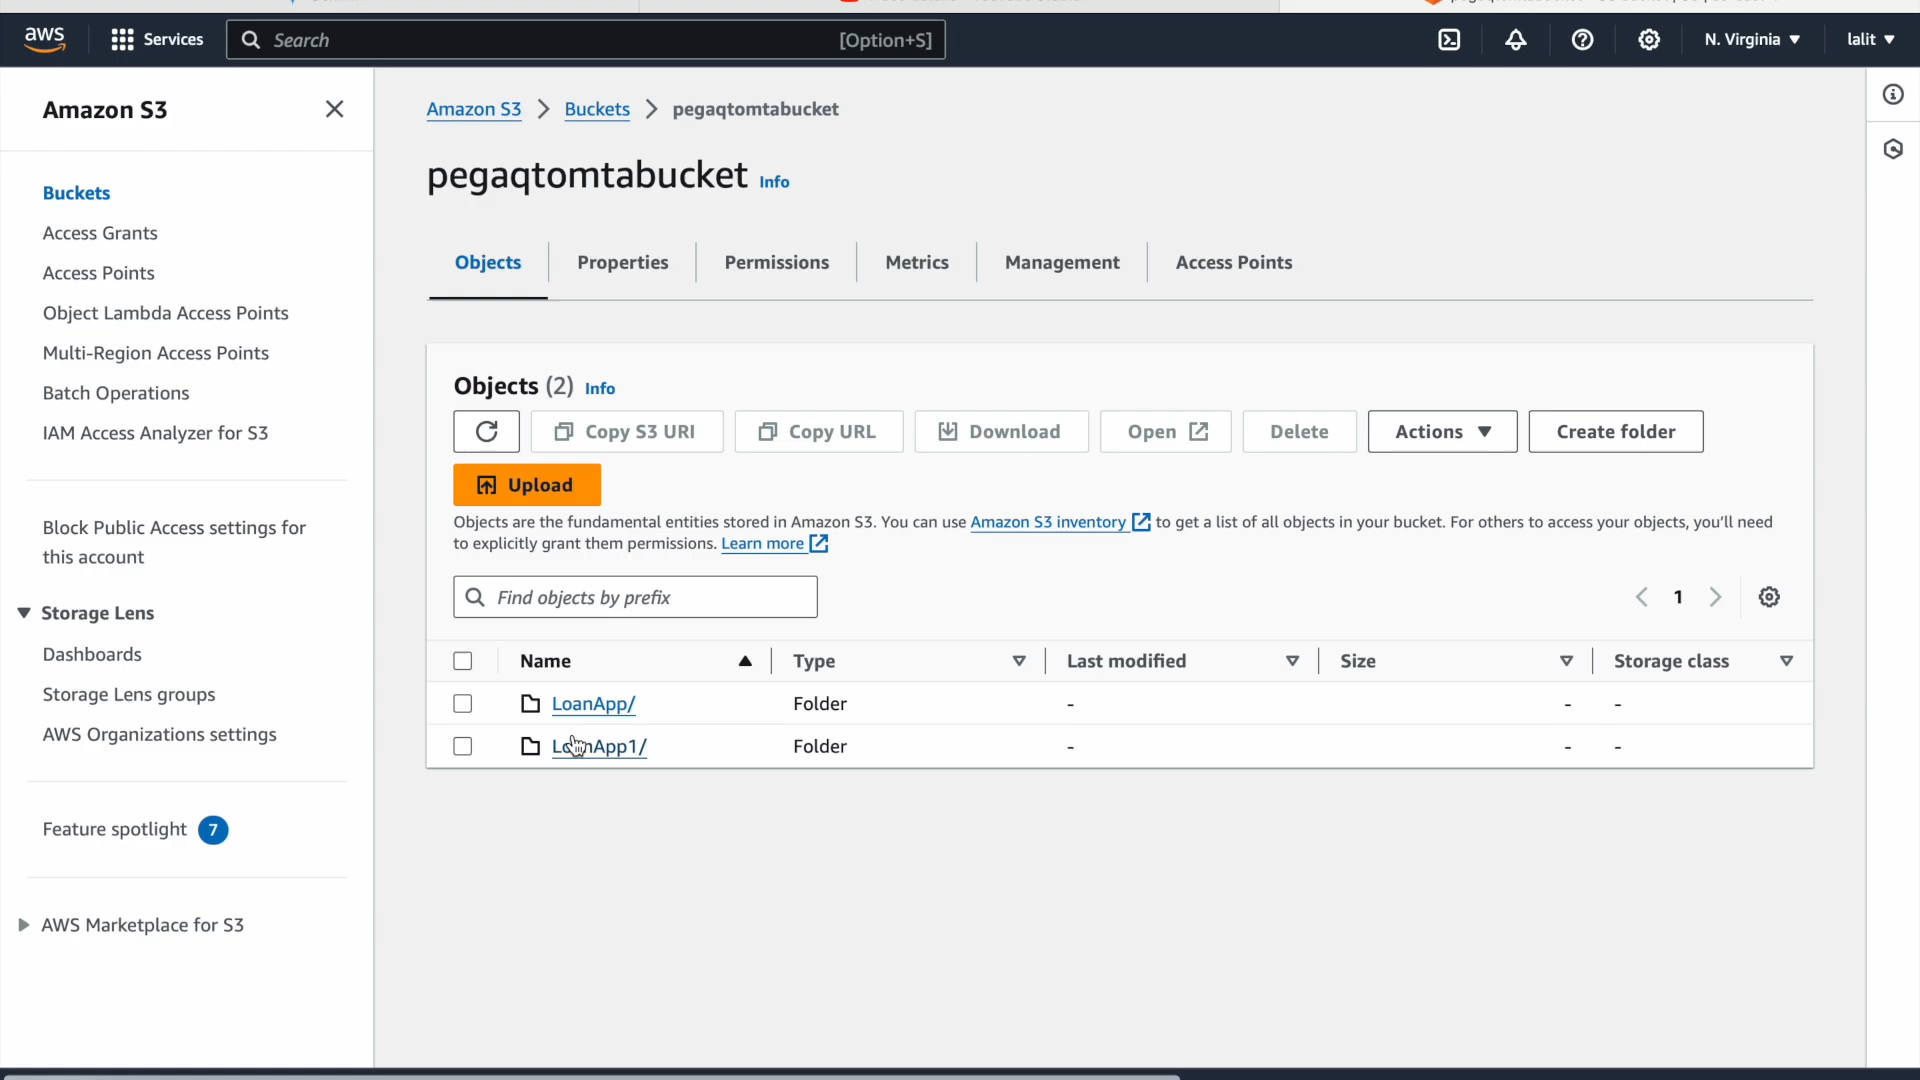 aws
Services
Search
[Option+S]
N. Virginia
lalit
Amazon S3
Buckets
Access Grants
Access Points
Object Lambda Access Points
Multi-Region Access Points
Batch Operations
IAM Access Analyzer for S3
Block Public Access settings for
this account
Storage Lens
Dashboards
Storage Lens groups
AWS Organizations settings
Feature spotlight 7
AWS Marketplace for S3
Amazon S3 > Buckets > pegaqtomtabucket
pegaqtomtabucket Info
Objects Properties Permissions Metrics Management Access Points
Objects (2) Info
Copy S3 URI Copy URL Download Open Delete Actions Create folder
Upload
Objects are the fundamental entities stored in Amazon S3. You can use Amazon S3 inventory to get a list of all objects in your bucket. For others to access your objects, you'll need
to explicitly grant them permissions. Learn more
Find objects by prefix
1
Name Type Last modified Size Storage class
LoanApp/ Folder - - -
LoanApp1/ Folder - - -